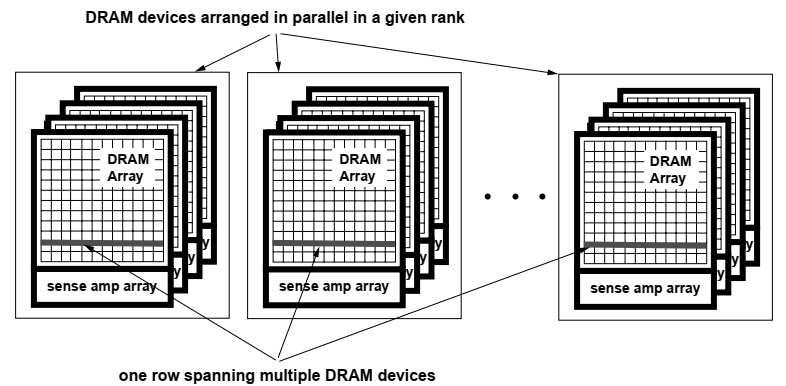 DRAM devices arranged in parallel in a given rank
DRAM
Array
DRAM
Array
DRAM
Array
y
y
y
y
y
y
y
y
y
sense amp array
sense amp array
sense amp array
one row spanning multiple DRAM devices